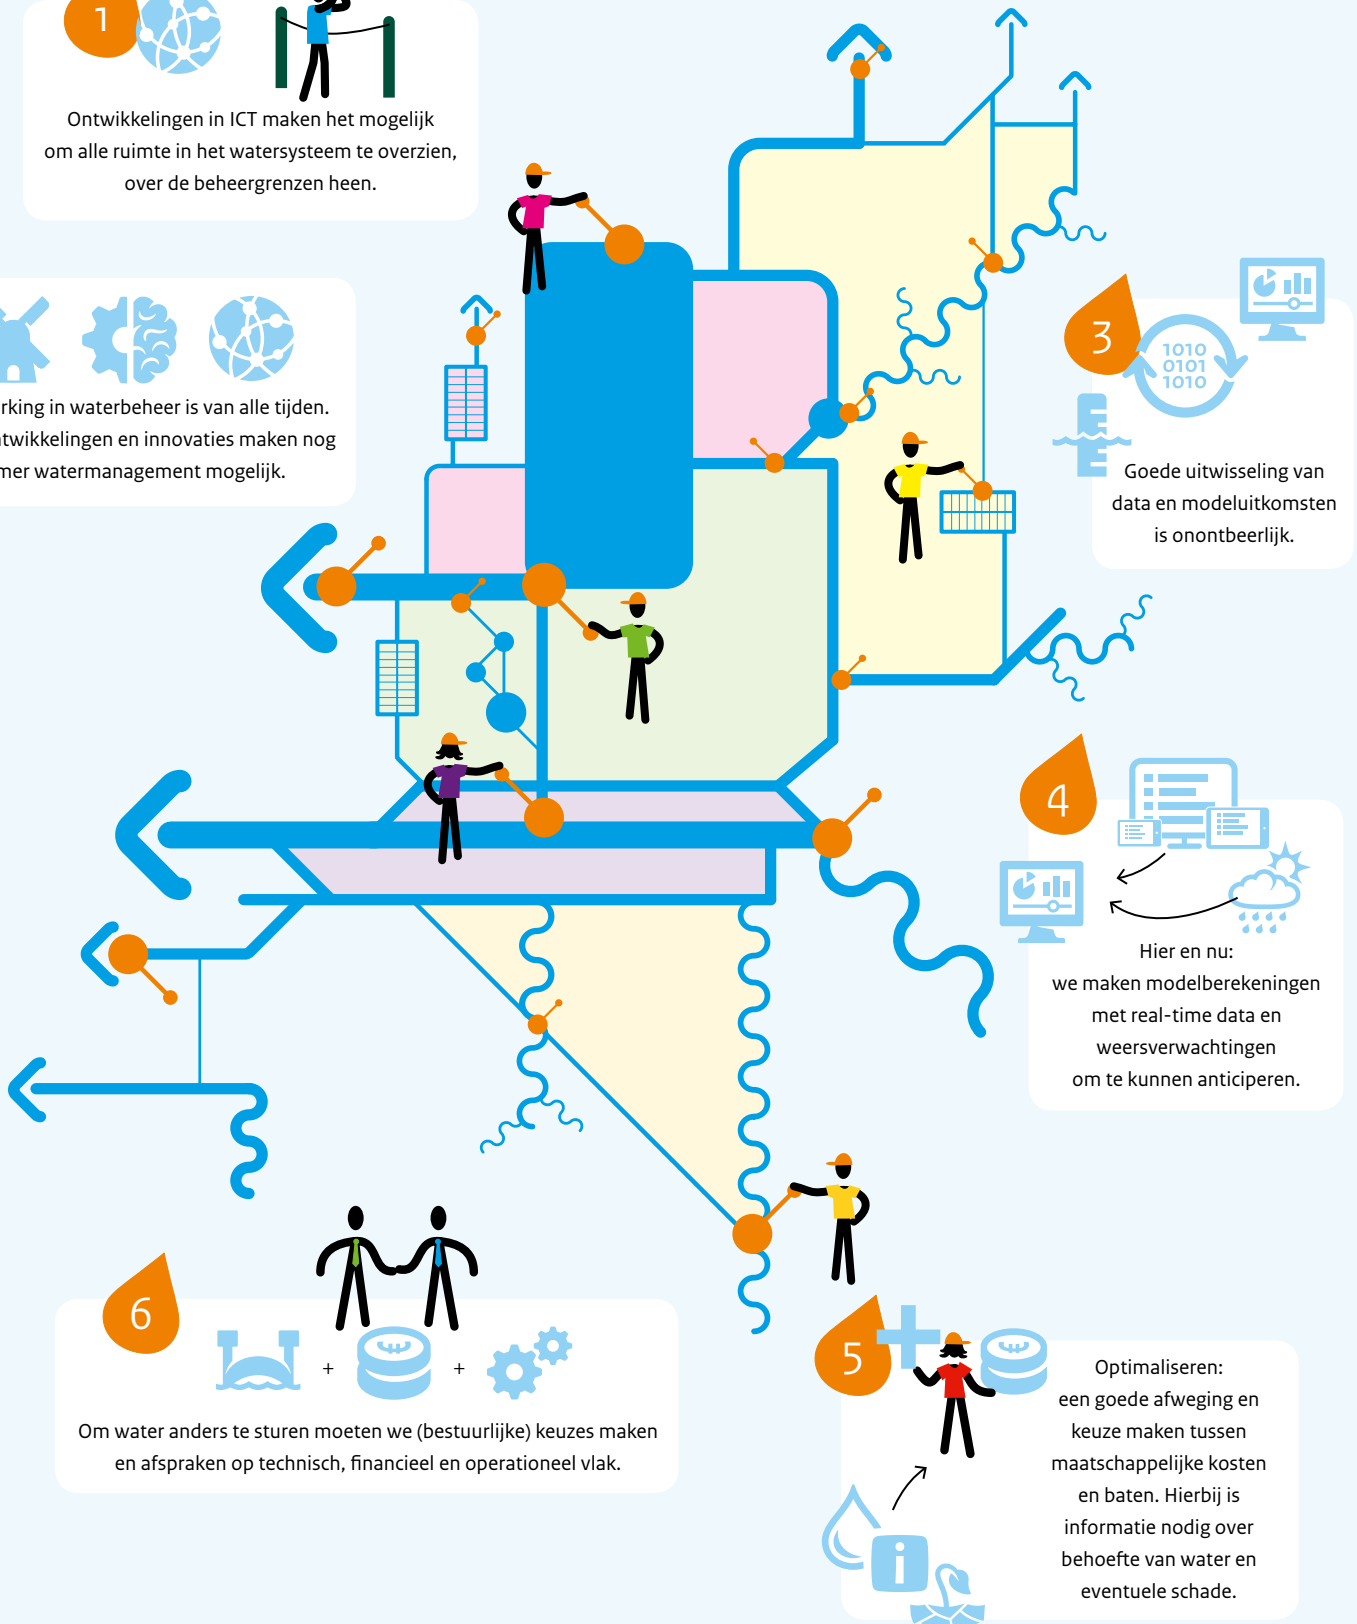 1
Ontwikkelingen in ICT maken het mogelijk
om alle ruimte in het watersysteem te overzien,
over de beheergrenzen heen.
in waterbeheer is van alle tijden.
en innovaties maken nog
watermanagement mogelijk.
3
1010
0101
1010
Goede uitwisseling van
data en modeluitkomsten
is onontbeerlijk.
4
Hier en nu:
we maken modelberekeningen
met real-time data en
weersverwachtingen
om te kunnen anticiperen.
6
+
+
Om water anders te sturen moeten we (bestuurlijke) keuzes maken
en afspraken op technisch, financieel en operationeel vlak.
5
i
Optimaliseren:
een goede afweging en
keuze maken tussen
maatschappelijke kosten
en baten. Hierbij is
informatie nodig over
behoefte van water en
eventuele schade.